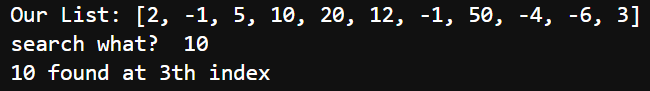 Our List: [2, -1, 5, 10, 20, 12, -1, 50, -4, -6, 3]
search what?  10
10 found at 3th index